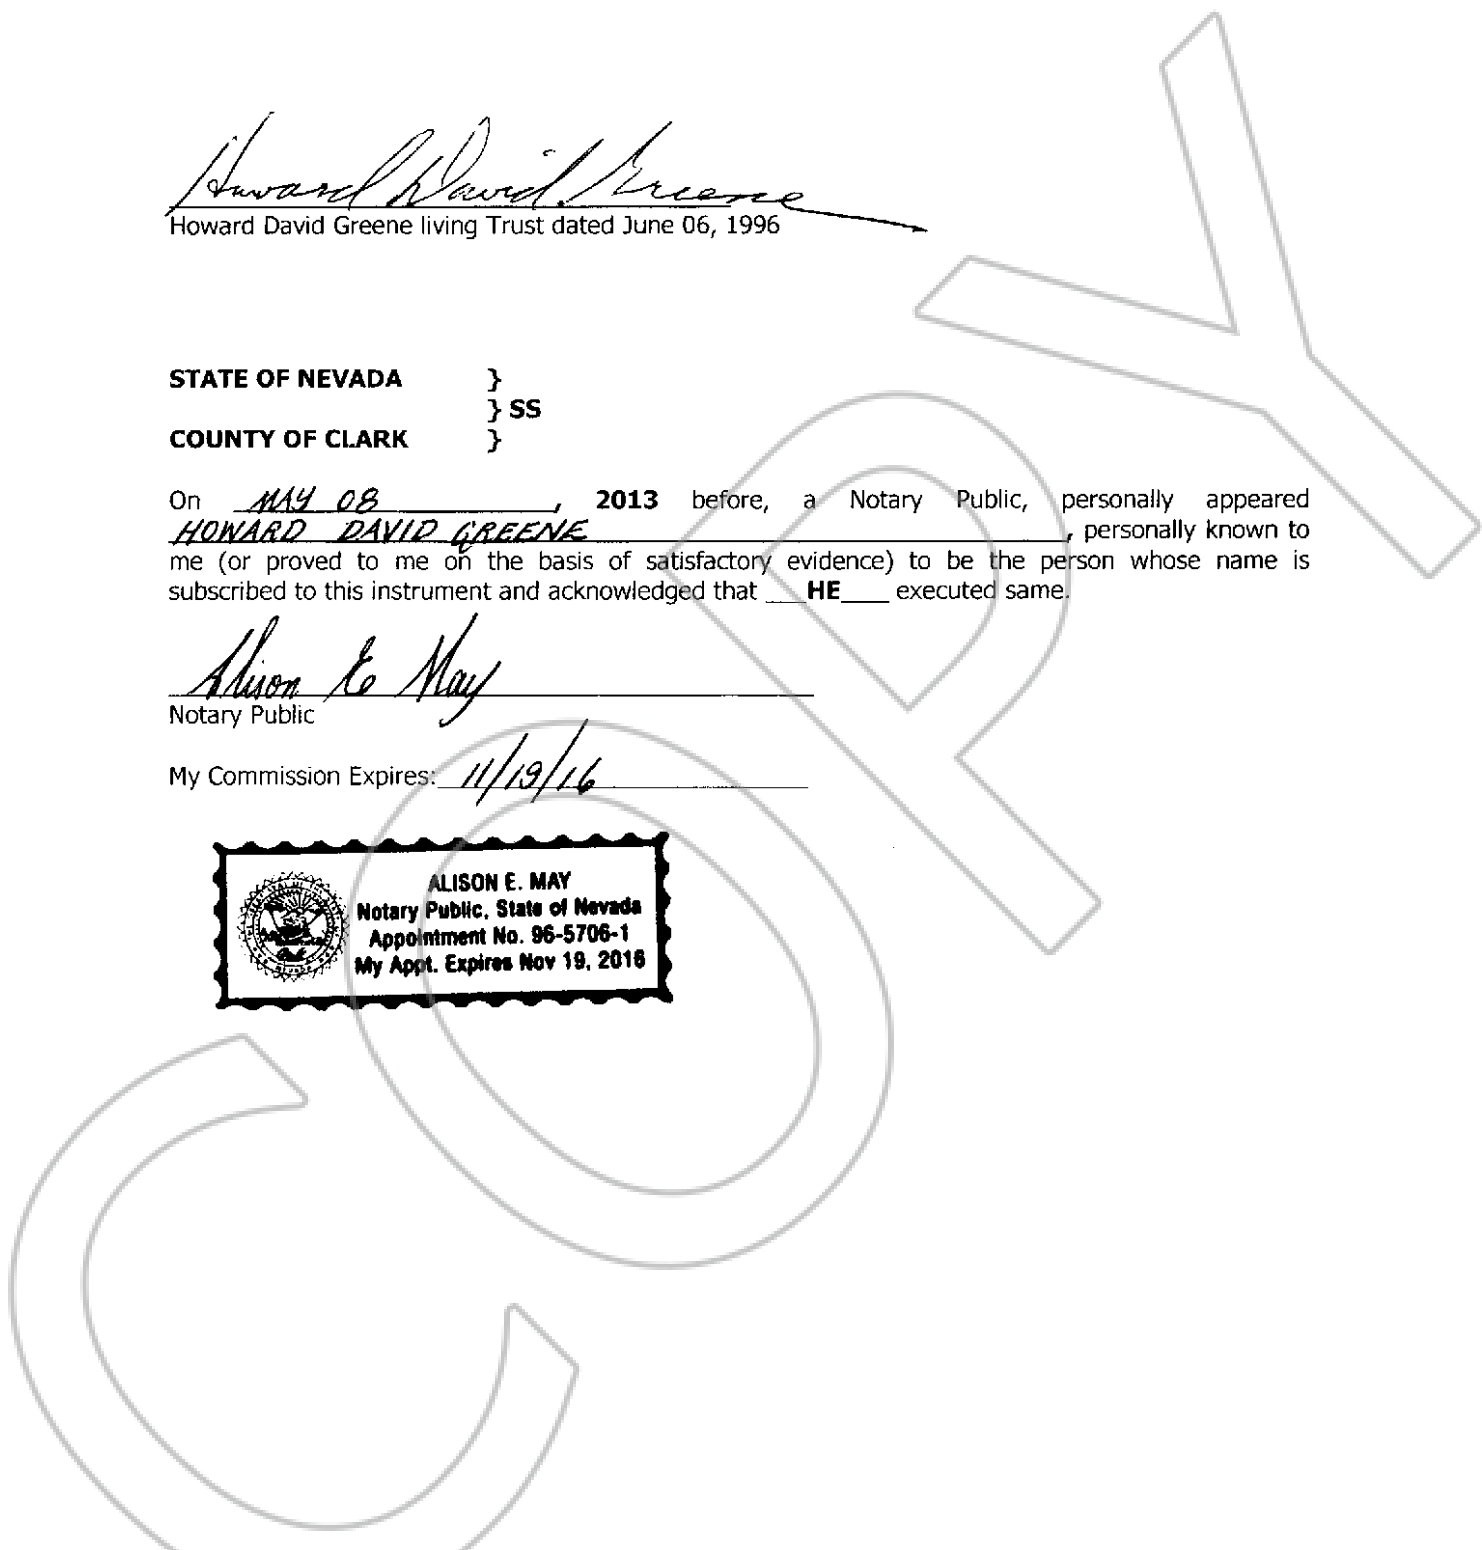 Howard David Greene
Howard David Greene living Trust dated June 06, 1996
STATE OF NEVADA }
} SS
COUNTY OF CLARK }
On MAY 08, 2013 before, a Notary Public, personally appeared
HOWARD DAVID GREENE, personally known to
me (or proved to me on the basis of satisfactory evidence) to be the person whose name is
subscribed to this instrument and acknowledged that ___HE___ executed same.
Alison E May
Notary Public
My Commission Expires: 11/19/16
ALISON E. MAY
Notary Public, State of Nevada
Appointment No. 96-5706-1
My Appt. Expires Nov 19, 2016
COPY